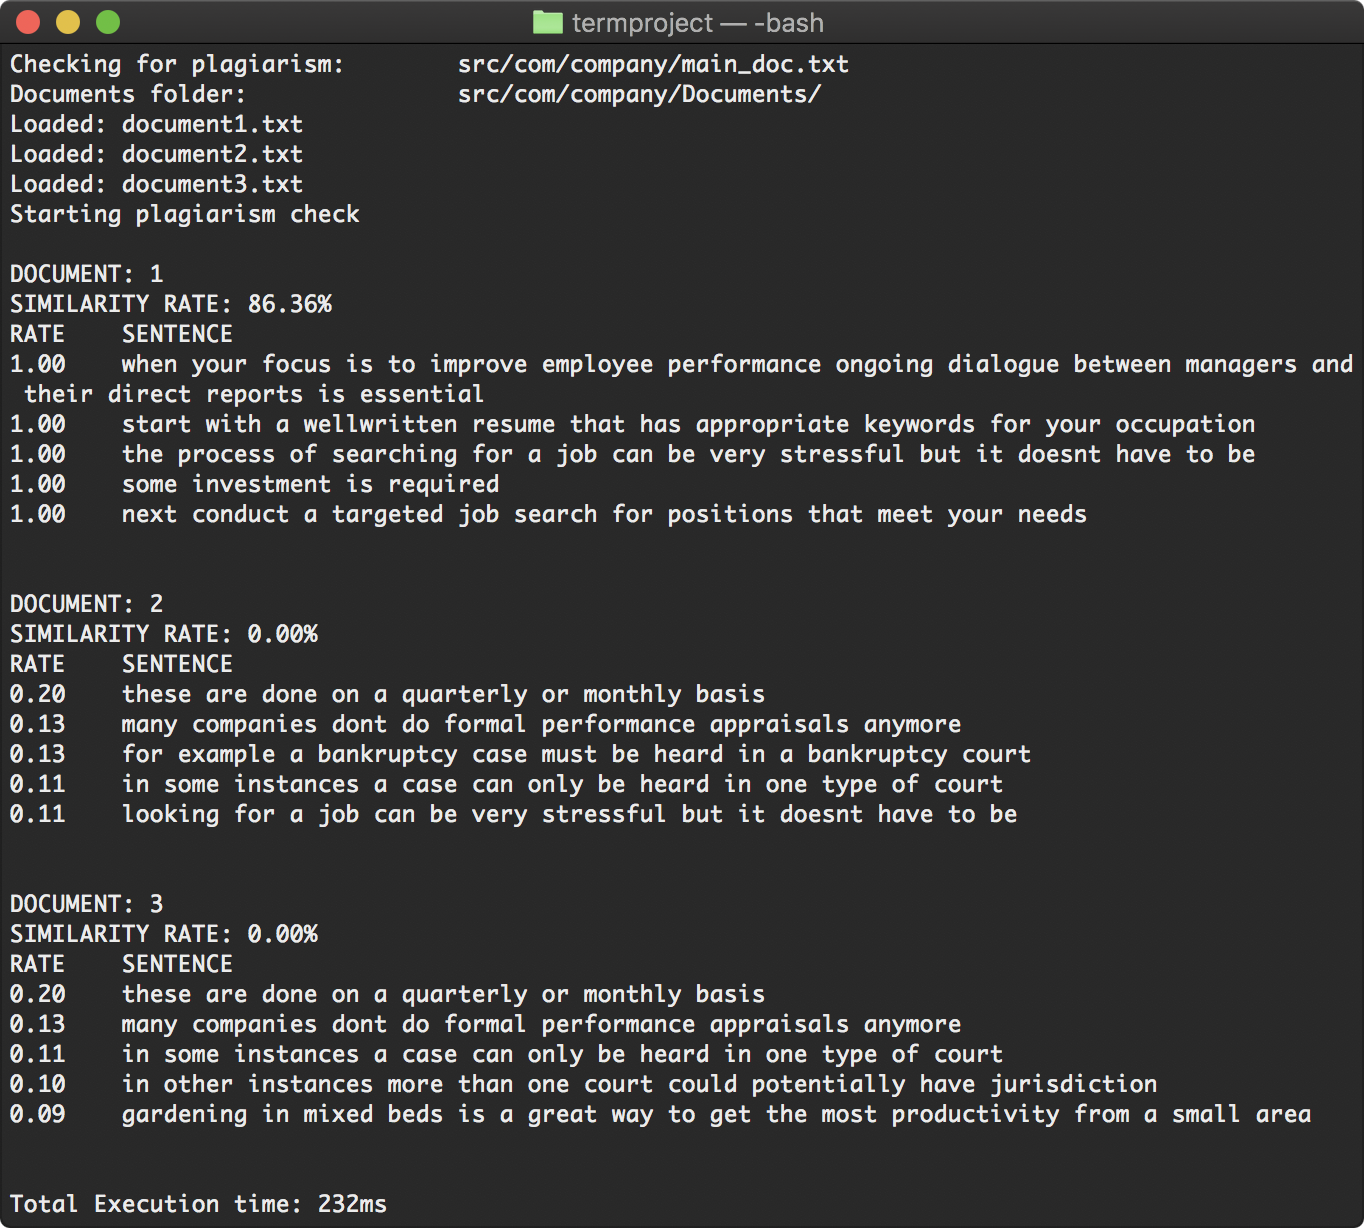 termproject — -bash
Checking for plagiarism: src/com/company/main_doc.txt
Documents folder: src/com/company/Documents/
Loaded: document1.txt
Loaded: document2.txt
Loaded: document3.txt
Starting plagiarism check
DOCUMENT: 1
SIMILARITY RATE: 86.36%
RATE SENTENCE
1.00 when your focus is to improve employee performance ongoing dialogue between managers and
their direct reports is essential
1.00 start with a wellwritten resume that has appropriate keywords for your occupation
1.00 the process of searching for a job can be very stressful but it doesnt have to be
1.00 some investment is required
1.00 next conduct a targeted job search for positions that meet your needs
DOCUMENT: 2
SIMILARITY RATE: 0.00%
RATE SENTENCE
0.20 these are done on a quarterly or monthly basis
0.13 many companies dont do formal performance appraisals anymore
0.13 for example a bankruptcy case must be heard in a bankruptcy court
0.11 in some instances a case can only be heard in one type of court
0.11 looking for a job can be very stressful but it doesnt have to be
DOCUMENT: 3
SIMILARITY RATE: 0.00%
RATE SENTENCE
0.20 these are done on a quarterly or monthly basis
0.13 many companies dont do formal performance appraisals anymore
0.11 in some instances a case can only be heard in one type of court
0.10 in other instances more than one court could potentially have jurisdiction
0.09 gardening in mixed beds is a great way to get the most productivity from a small area
Total Execution time: 232ms